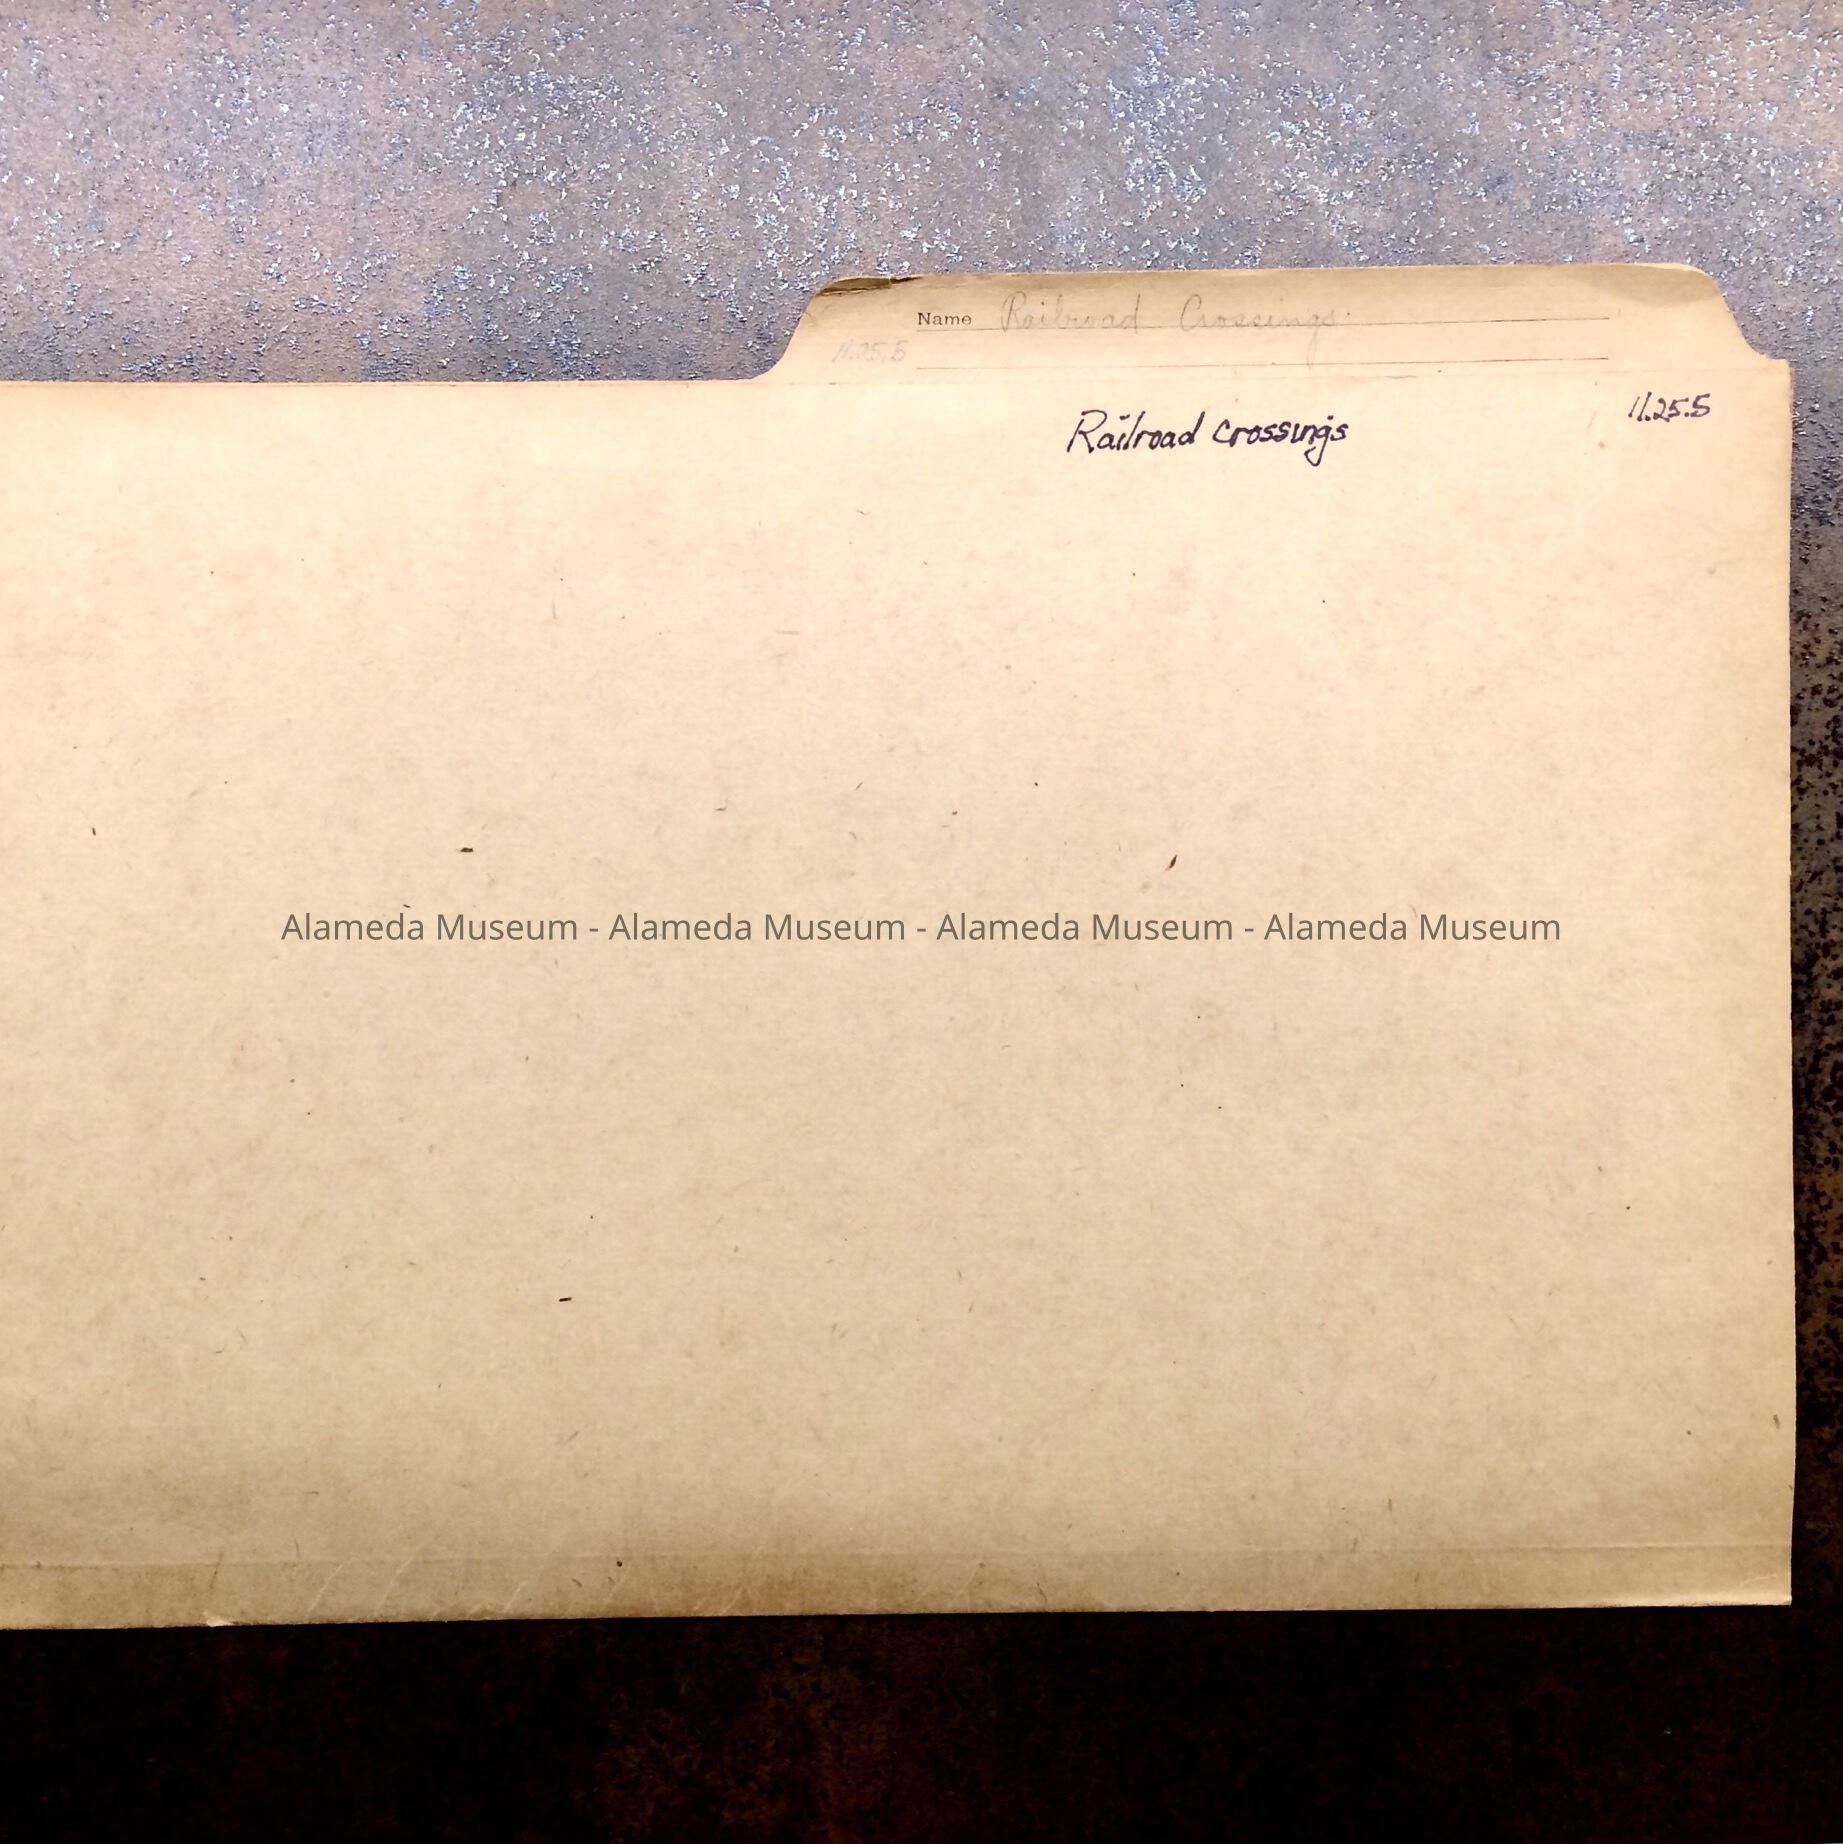 Name Railroad Crossings
11.25.5
11.25.5
Railroad crossings
Alameda Museum - Alameda Museum - Alameda Museum - Alameda Museum